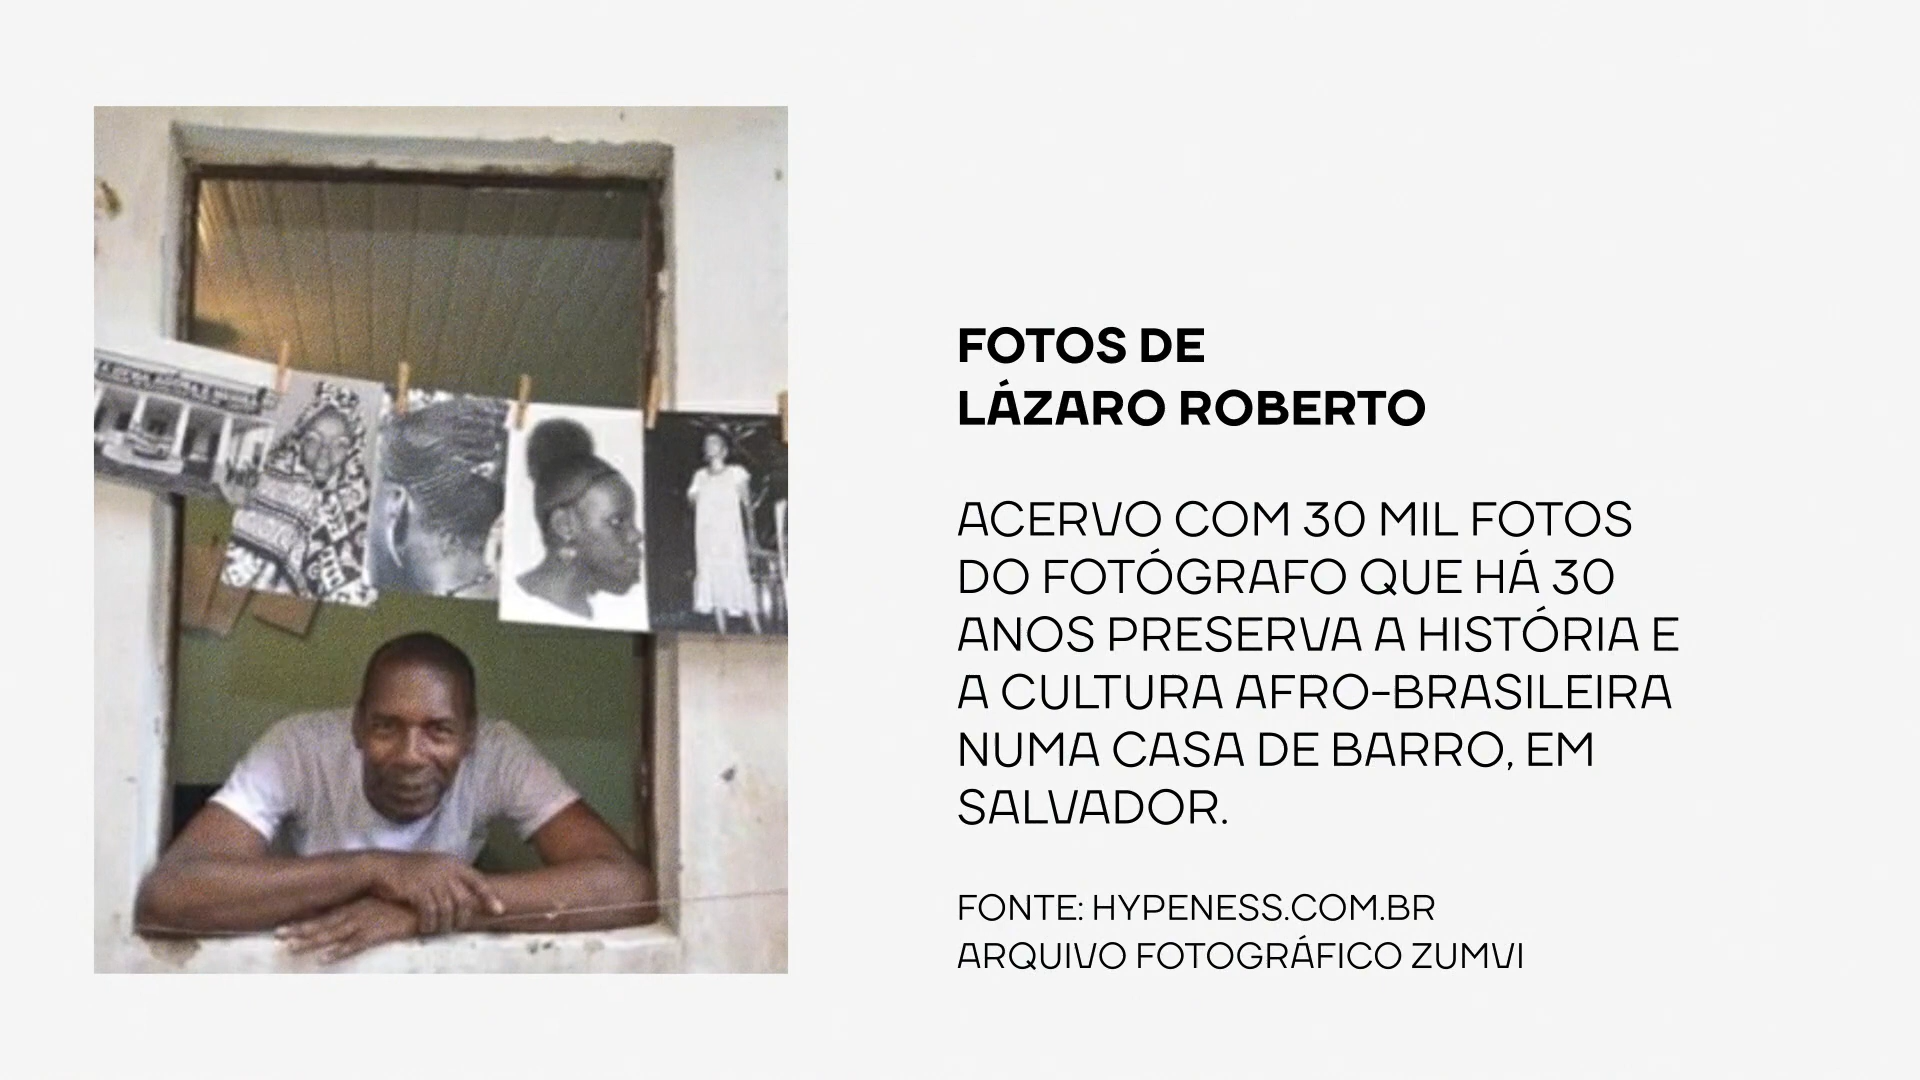 FOTOS DE
LÁZARO ROBERTO
ACERVO COM 30 MIL FOTOS
DO FOTÓGRAFO QUE HÁ 30
ANOS PRESERVA A HISTÓRIA E
A CULTURA AFRO-BRASILEIRA
NUMA CASA DE BARRO, EM
SALVADOR.
FONTE: HYPENESS.COM.BR
ARQUIVO FOTOGRÁFICO ZUMVI